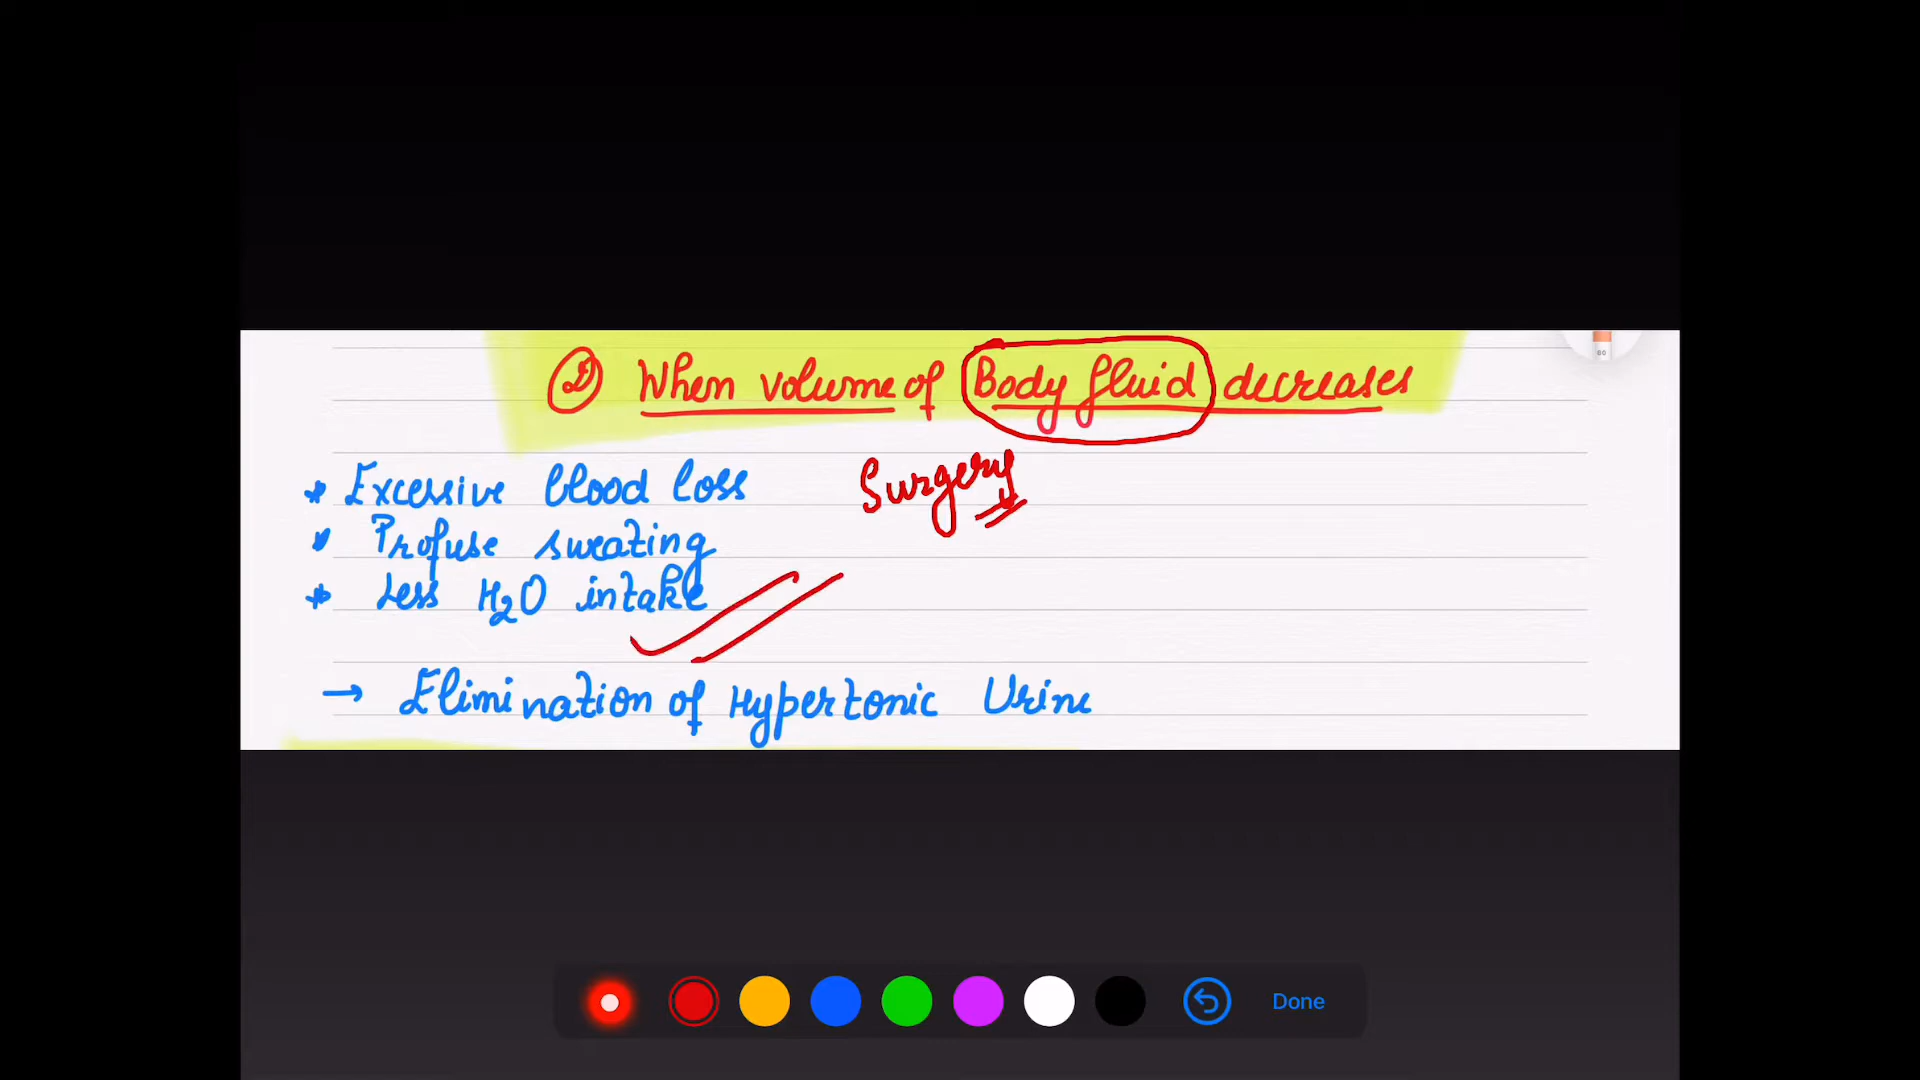 ② When volume of Body fluid decreases
* Excessive blood loss Surgery
* Profuse sweating
* Less H2O intake
→ Elimination of Hypertonic Urine
Done